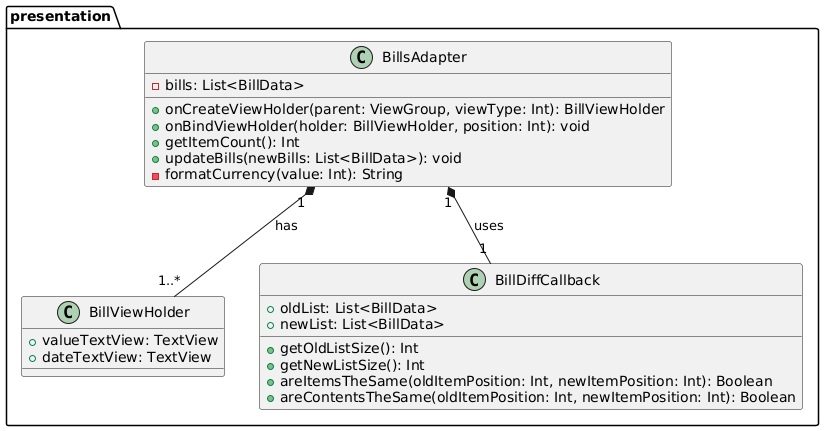 presentation
C BillsAdapter
bills: List<BillData>
onCreateViewHolder(parent: ViewGroup, viewType: Int): BillViewHolder
onBindViewHolder(holder: BillViewHolder, position: Int): void
getItemCount(): Int
updateBills(newBills: List<BillData>): void
formatCurrency(value: Int): String
1
1
has
uses
1..*
1
C BillViewHolder
valueTextView: TextView
dateTextView: TextView
C BillDiffCallback
oldList: List<BillData>
newList: List<BillData>
getOldListSize(): Int
getNewListSize(): Int
areItemsTheSame(oldItemPosition: Int, newItemPosition: Int): Boolean
areContentsTheSame(oldItemPosition: Int, newItemPosition: Int): Boolean